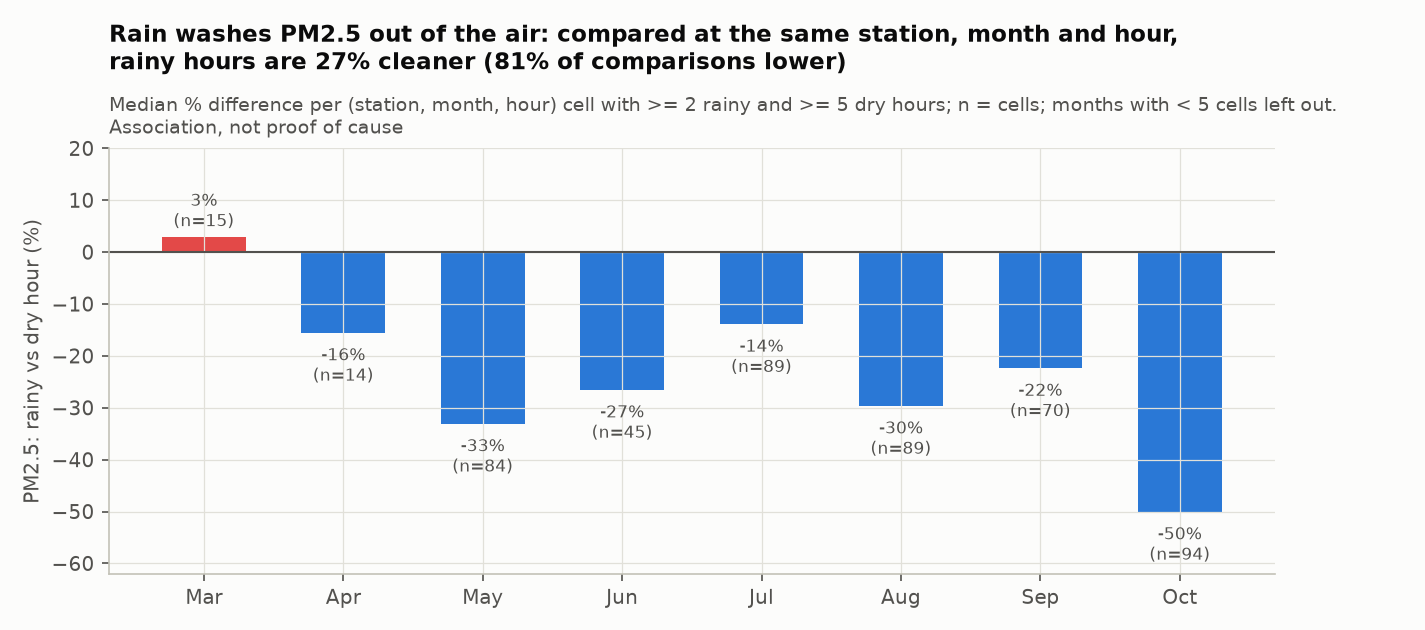 Rain washes PM2.5 out of the air: compared at the same station, month and hour,
rainy hours are 27% cleaner (81% of comparisons lower)
Median % difference per (station, month, hour) cell with >= 2 rainy and >= 5 dry hours; n = cells; months with < 5 cells left out.
Association, not proof of cause
PM2.5: rainy vs dry hour (%)
20
10
0
−10
−20
−30
−40
−50
−60
3%
(n=15)
-16%
(n=14)
-33%
(n=84)
-27%
(n=45)
-14%
(n=89)
-30%
(n=89)
-22%
(n=70)
-50%
(n=94)
Mar
Apr
May
Jun
Jul
Aug
Sep
Oct